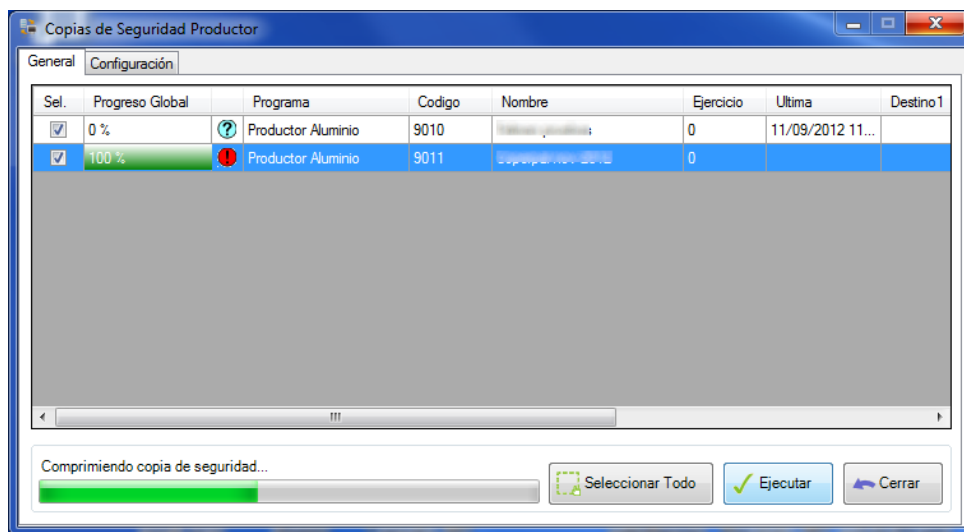 Copias de Seguridad Productor
General Configuración
Sel. Progreso Global Programa Codigo Nombre Ejercicio Ultima Destino1
0 % Productor Aluminio 9010 0 11/09/2012 11...
100 % Productor Aluminio 9011 0
Comprimiendo copia de seguridad...
Seleccionar Todo Ejecutar Cerrar